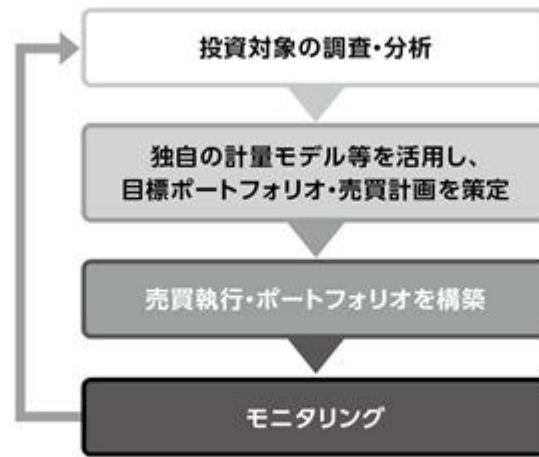 投資対象の調査・分析
独自の計量モデル等を活用し、
目標ポートフォリオ・売買計画を策定
売買執行・ポートフォリオを構築
モニタリング